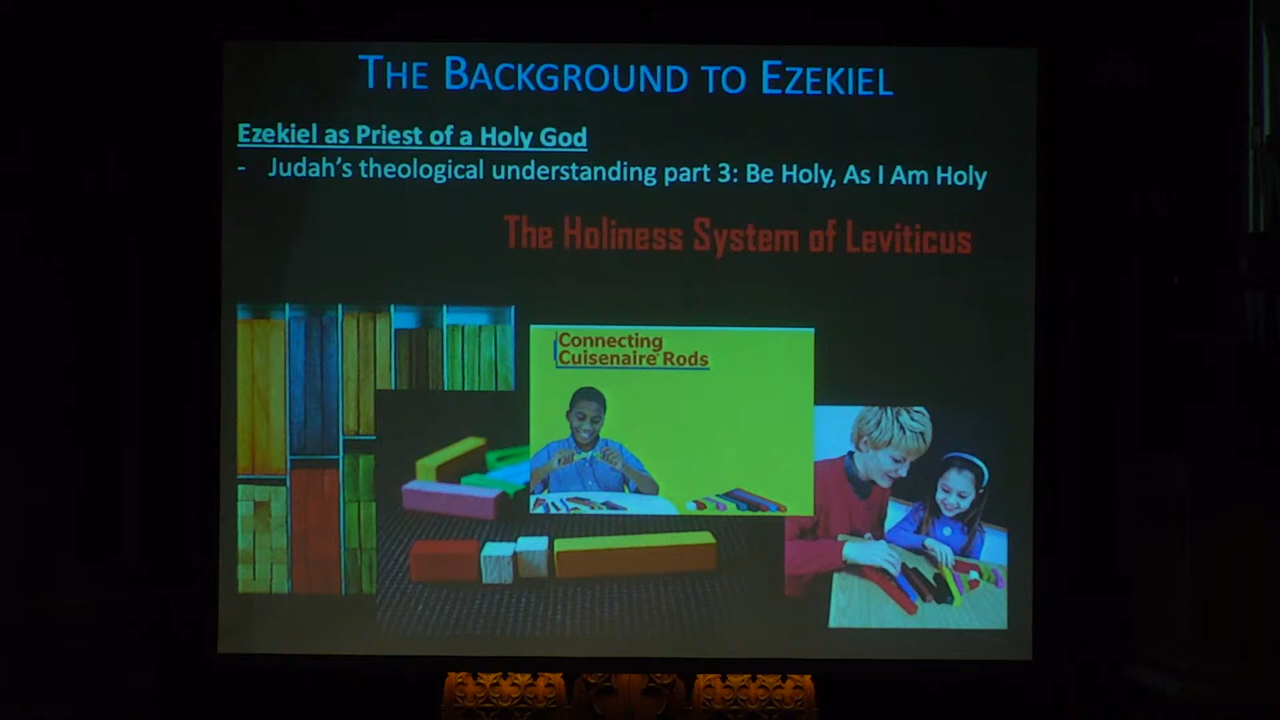 THE BACKGROUND TO EZEKIEL
Ezekiel as Priest of a Holy God
- Judah's theological understanding part 3: Be Holy, As I Am Holy
The Holiness System of Leviticus
Connecting
Cuisenaire Rods